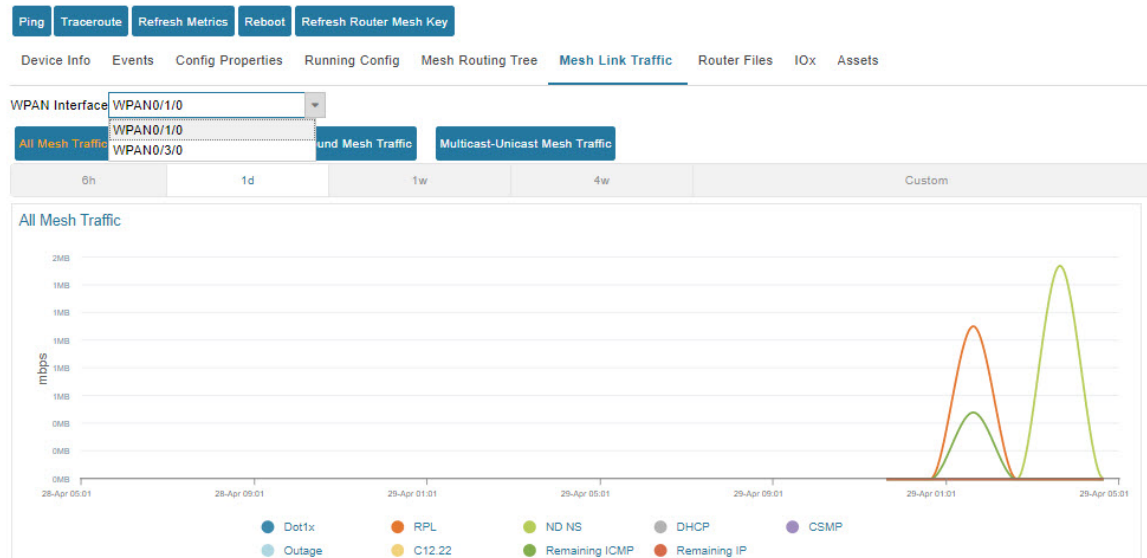 Ping Traceroute Refresh Metrics Reboot Refresh Router Mesh Key
Device Info Events Config Properties Running Config Mesh Routing Tree Mesh Link Traffic Router Files IOx Assets
WPAN Interface WPAN0/1/0
WPAN0/1/0
WPAN0/3/0
All Mesh Traffic und Mesh Traffic Multicast-Unicast Mesh Traffic
6h 1d 1w 4w Custom
All Mesh Traffic
2MB
1MB
1MB
1MB
1MB
1MB
0MB
0MB
0MB
mbps
28-Apr 05:01 28-Apr 09:01 29-Apr 01:01 29-Apr 05:01 29-Apr 09:01 29-Apr 01:01 29-Apr 05:01
Dot1x RPL ND NS DHCP CSMP
Outage C12.22 Remaining ICMP Remaining IP